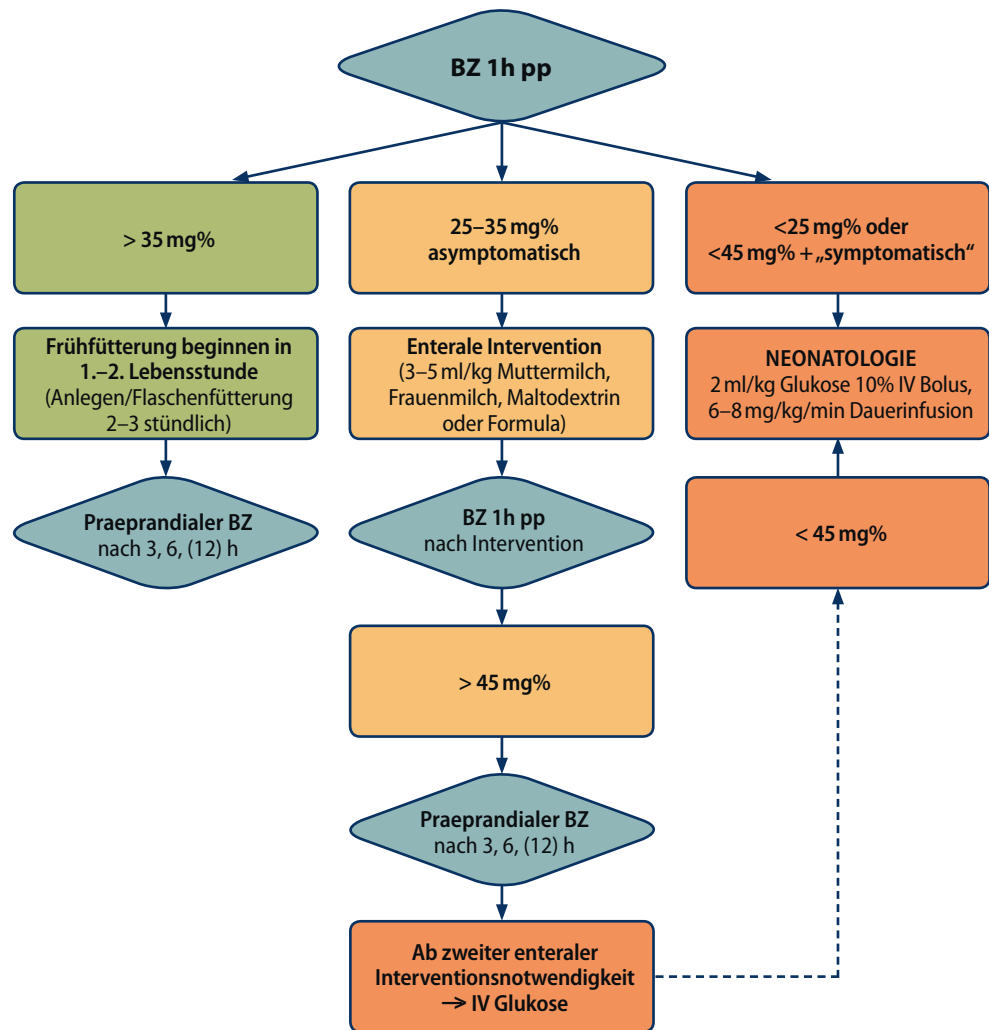 BZ 1h pp
> 35 mg%
25–35 mg%
asymptomatisch
<25 mg% oder
<45 mg% + „symptomatisch“
Frühfütterung beginnen in
1.–2. Lebensstunde
(Anlegen/Flaschenfütterung
2–3 stündlich)
Enterale Intervention
(3–5 ml/kg Muttermilch,
Frauenmilch, Maltodextrin
oder Formula)
NEONATOLOGIE
2 ml/kg Glukose 10% IV Bolus,
6–8 mg/kg/min Dauerinfusion
Praeprandialer BZ
nach 3, 6, (12) h
BZ 1h pp
nach Intervention
< 45 mg%
> 45 mg%
Praeprandialer BZ
nach 3, 6, (12) h
Ab zweiter enteraler
Interventionsnotwendigkeit
→ IV Glukose